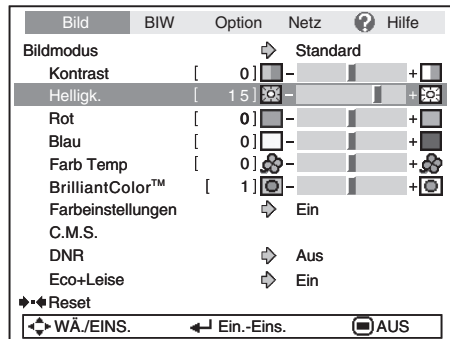 Bild BIW Option Netz ? Hilfe
Bildmodus Standard
Kontrast [ 0] - +
Helligk. [ 15] - +
Rot [ 0] - +
Blau [ 0] - +
Farb Temp [ 0] - +
BrilliantColor™ [ 1] - +
Farbeinstellungen Ein
C.M.S.
DNR Aus
Eco+Leise Ein
Reset
WÄ./EINS. Ein.-Eins. AUS